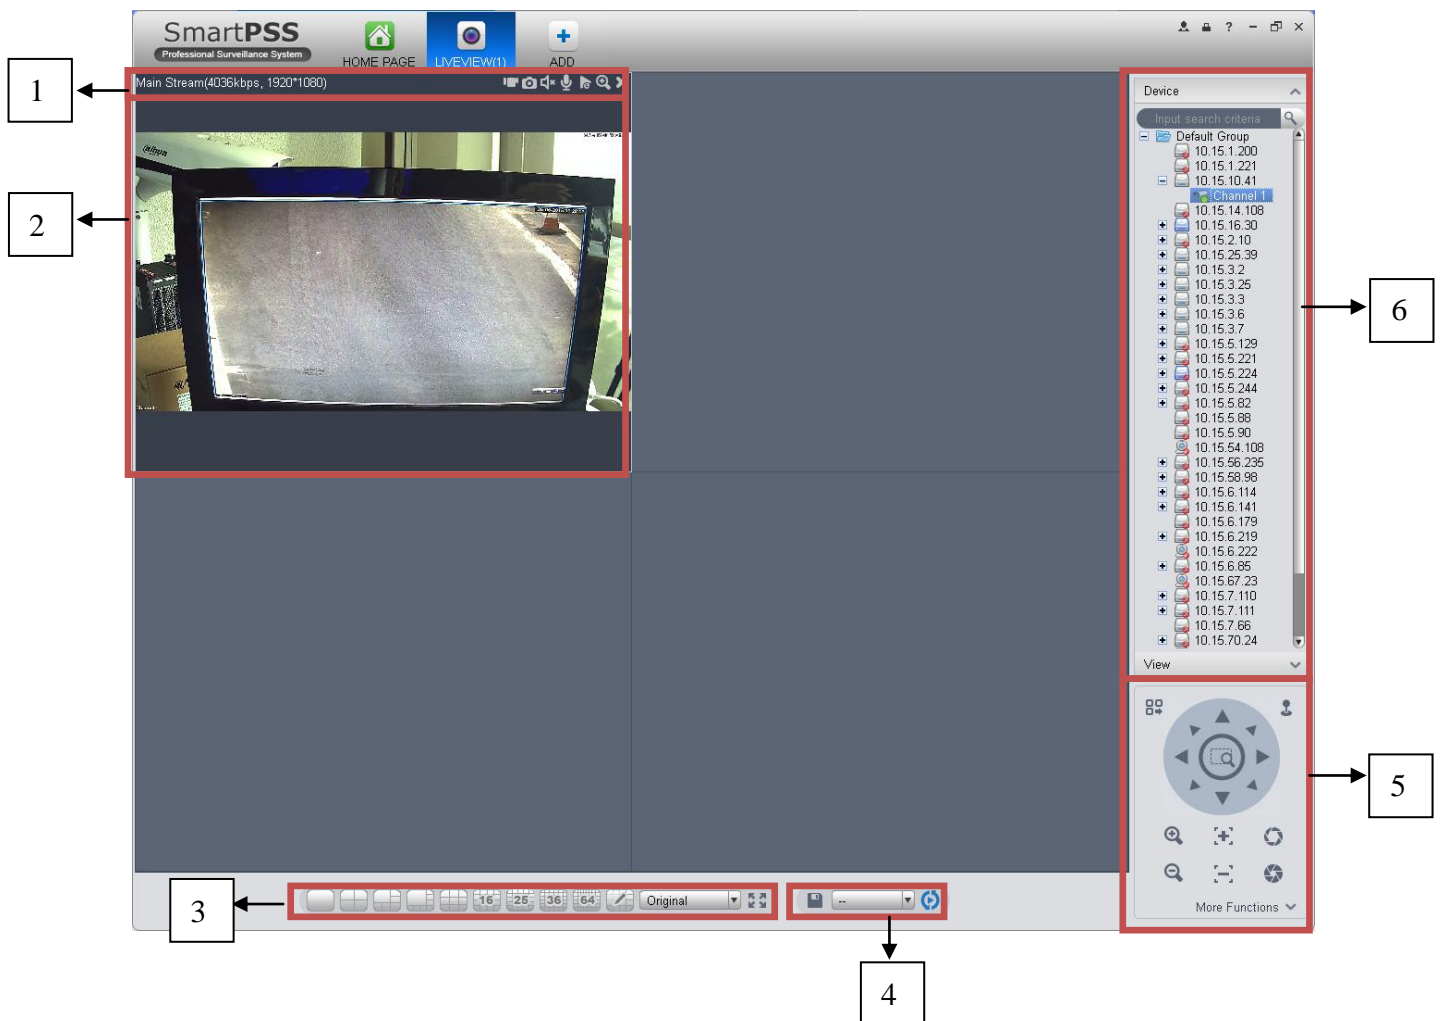 SmartPSS
Professional Surveillance System
HOME PAGE
LIVEVIEW(1)
ADD
?
1
Main Stream(4036kbps, 1920*1080)
Device
Input search criteria
Default Group
10.15.1.200
10.15.1.221
10.15.10.41
Channel 1
10.15.14.108
10.15.16.30
10.15.2.10
10.15.25.39
10.15.3.2
10.15.3.25
10.15.3.3
10.15.3.6
10.15.3.7
10.15.5.129
10.15.5.221
10.15.5.224
10.15.5.244
10.15.5.82
10.15.5.88
10.15.5.90
10.15.54.108
10.15.56.235
10.15.58.98
10.15.6.114
10.15.6.141
10.15.6.179
10.15.6.219
10.15.6.222
10.15.6.85
10.15.67.23
10.15.7.110
10.15.7.111
10.15.7.66
10.15.70.24
View
alhua
2
6
5
More Functions
3
16 25 36 64 Original
--
4